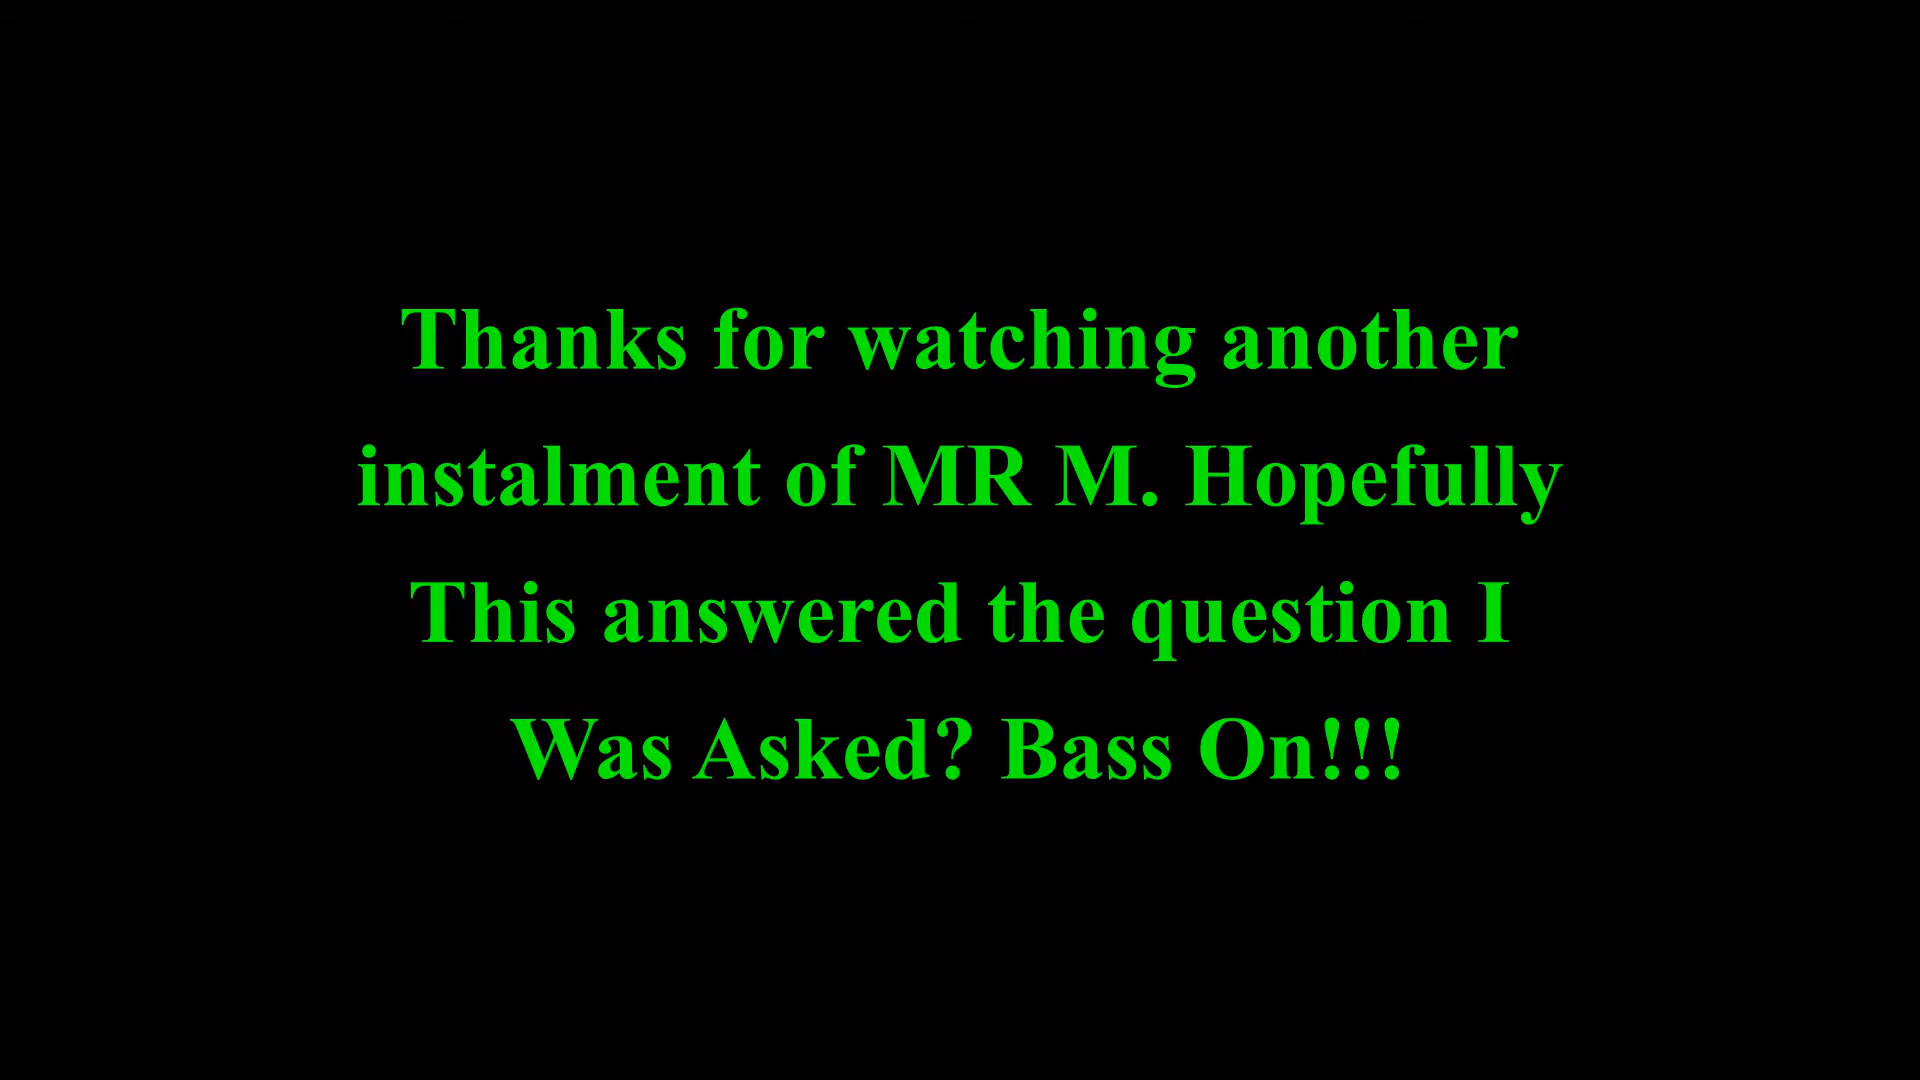 Thanks for watching another
instalment of MR M. Hopefully
This answered the question I
Was Asked? Bass On!!!